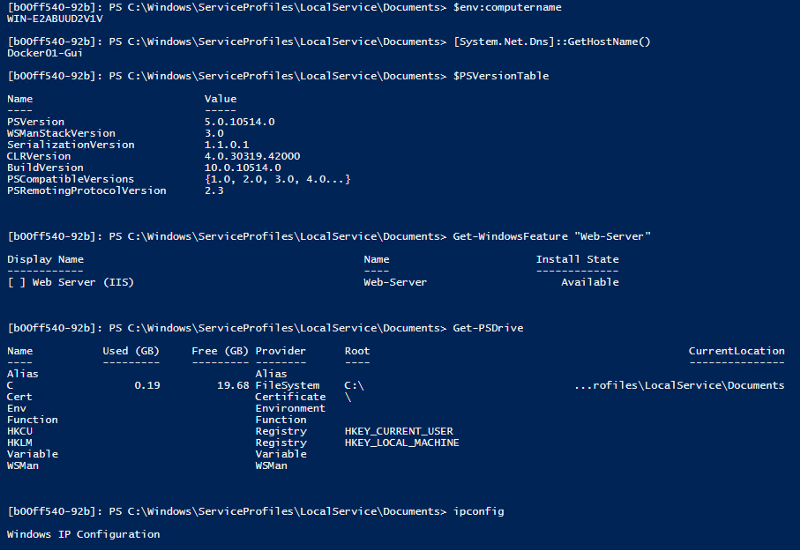 [b00ff540-92b]: PS C:\Windows\ServiceProfiles\LocalService\Documents> $env:computername
WIN-E2ABUUD2V1V
[b00ff540-92b]: PS C:\Windows\ServiceProfiles\LocalService\Documents> [System.Net.Dns]::GetHostName()
Docker01-Gui
[b00ff540-92b]: PS C:\Windows\ServiceProfiles\LocalService\Documents> $PSVersionTable
Name Value
---- -----
PSVersion 5.0.10514.0
WSManStackVersion 3.0
SerializationVersion 1.1.0.1
CLRVersion 4.0.30319.42000
BuildVersion 10.0.10514.0
PSCompatibleVersions {1.0, 2.0, 3.0, 4.0...}
PSRemotingProtocolVersion 2.3
[b00ff540-92b]: PS C:\Windows\ServiceProfiles\LocalService\Documents> Get-WindowsFeature "Web-Server"
Display Name Name Install State
------------ ---- -------------
[ ] Web Server (IIS) Web-Server Available
[b00ff540-92b]: PS C:\Windows\ServiceProfiles\LocalService\Documents> Get-PSDrive
Name Used (GB) Free (GB) Provider Root CurrentLocation
---- --------- --------- -------- ---- ---------------
Alias Alias
C 0.19 19.68 FileSystem C:\ ...rofiles\LocalService\Documents
Cert Certificate \
Env Environment
Function Function
HKCU Registry HKEY_CURRENT_USER
HKLM Registry HKEY_LOCAL_MACHINE
Variable Variable
WSMan WSMan
[b00ff540-92b]: PS C:\Windows\ServiceProfiles\LocalService\Documents> ipconfig
Windows IP Configuration